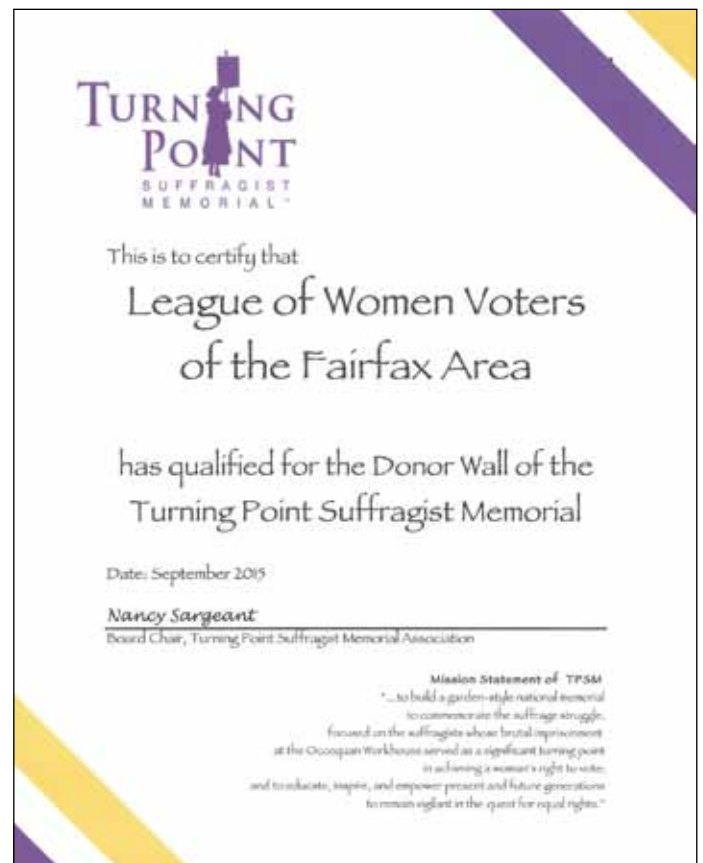 TURNING
POINT
SUFFRAGIST
MEMORIAL™
This is to certify that
League of Women Voters
of the Fairfax Area
has qualified for the Donor Wall of the
Turning Point Suffragist Memorial
Date: September 2015
Nancy Sargeant
Board Chair, Turning Point Suffragist Memorial Association
Mission Statement of TPSM
"... to build a garden-style national memorial
to commemorate the suffrage struggle,
focused on the suffragists whose brutal imprisonment
at the Occoquan Workhouse served as a significant turning point
in achieving a woman's right to vote;
and to educate, inspire, and empower present and future generations
to remain vigilant in the quest for equal rights."